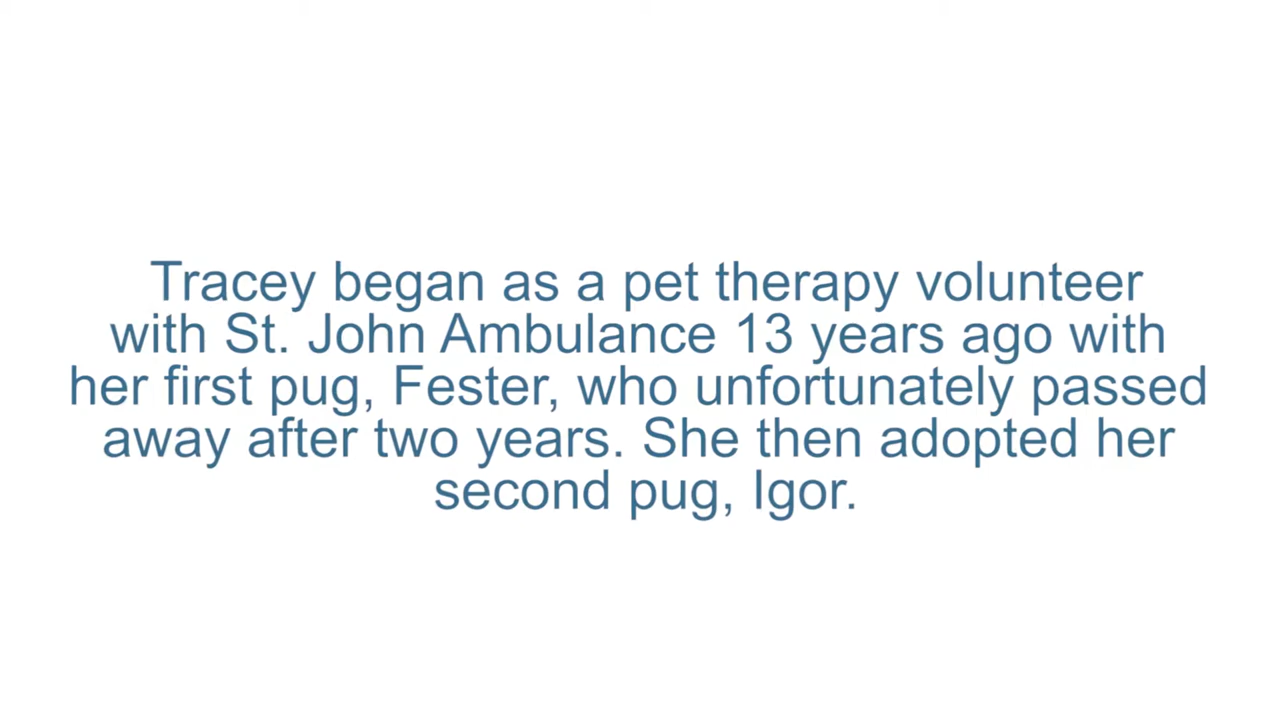 Tracey began as a pet therapy volunteer
with St. John Ambulance 13 years ago with
her first pug, Fester, who unfortunately passed
away after two years. She then adopted her
second pug, Igor.